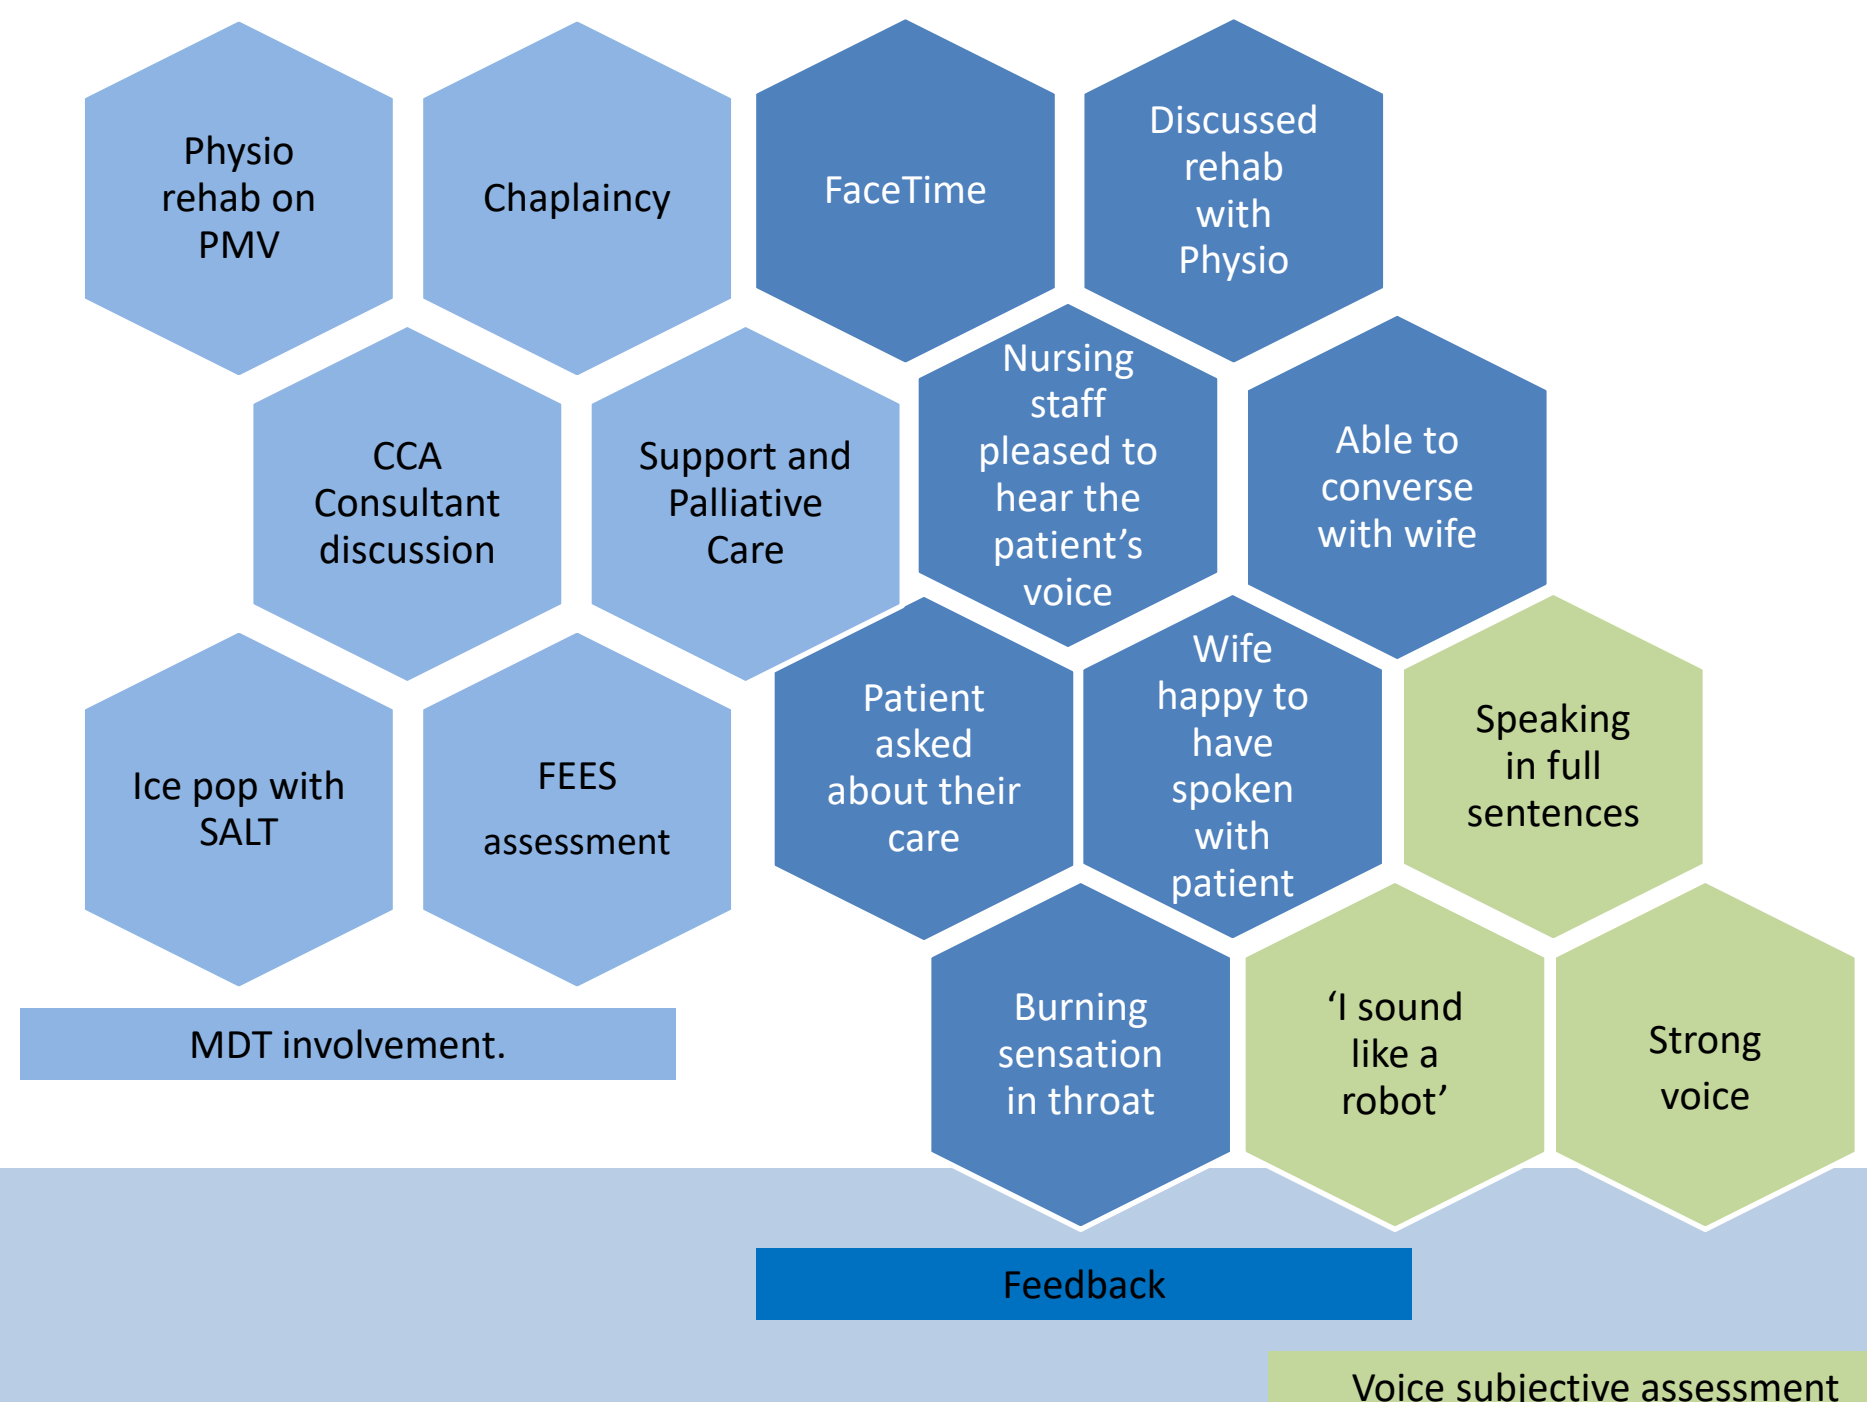 Physio
rehab on
PMV
Chaplaincy
FaceTime
Discussed
rehab
with
Physio
CCA
Consultant
discussion
Support and
Palliative
Care
Nursing
staff
pleased to
hear the
patient’s
voice
Able to
converse
with wife
Ice pop with
SALT
FEES
assessment
Patient
asked
about their
care
Wife
happy to
have
spoken
with
patient
Speaking
in full
sentences
Burning
sensation
in throat
‘I sound
like a
robot’
Strong
voice
MDT involvement.
Feedback
Voice subjective assessment